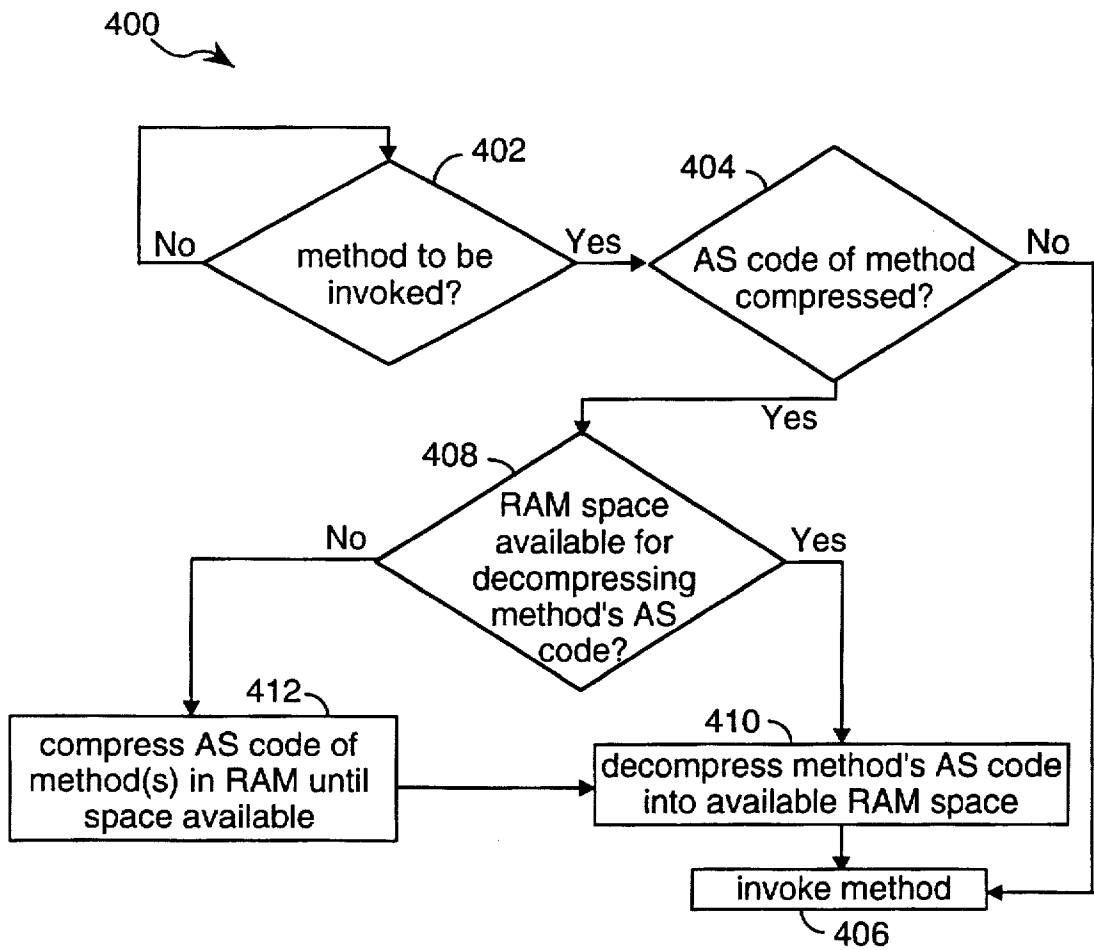 400
402
404
No
method to be
invoked?
Yes
AS code of method
compressed?
No
Yes
408
No
RAM space
available for
decompressing
method's AS
code?
Yes
412
compress AS code of
method(s) in RAM until
space available
410
decompress method's AS code
into available RAM space
invoke method
406